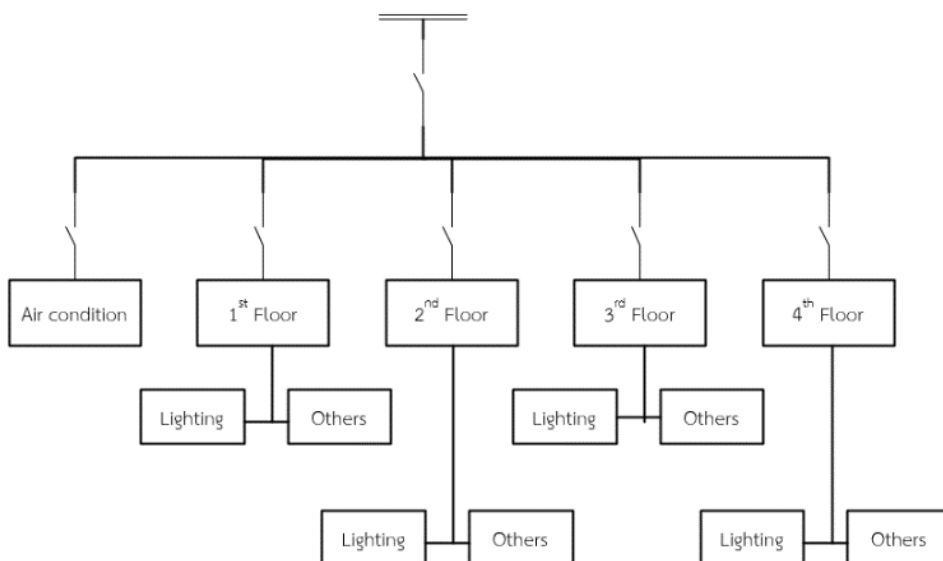 Air condition
1st Floor
2nd Floor
3rd Floor
4th Floor
Lighting
Others
Lighting
Others
Lighting
Others
Lighting
Others